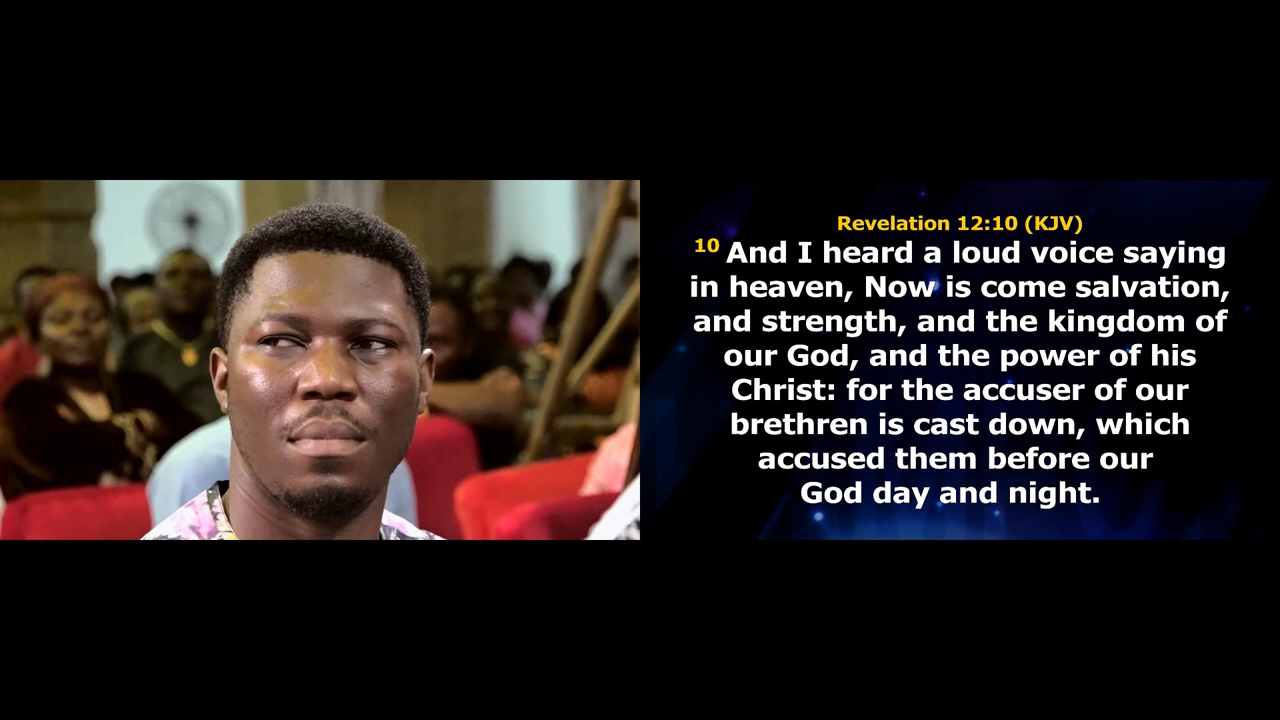 Revelation 12:10 (KJV)
10 And I heard a loud voice saying
in heaven, Now is come salvation,
and strength, and the kingdom of
our God, and the power of his
Christ: for the accuser of our
brethren is cast down, which
accused them before our
God day and night.